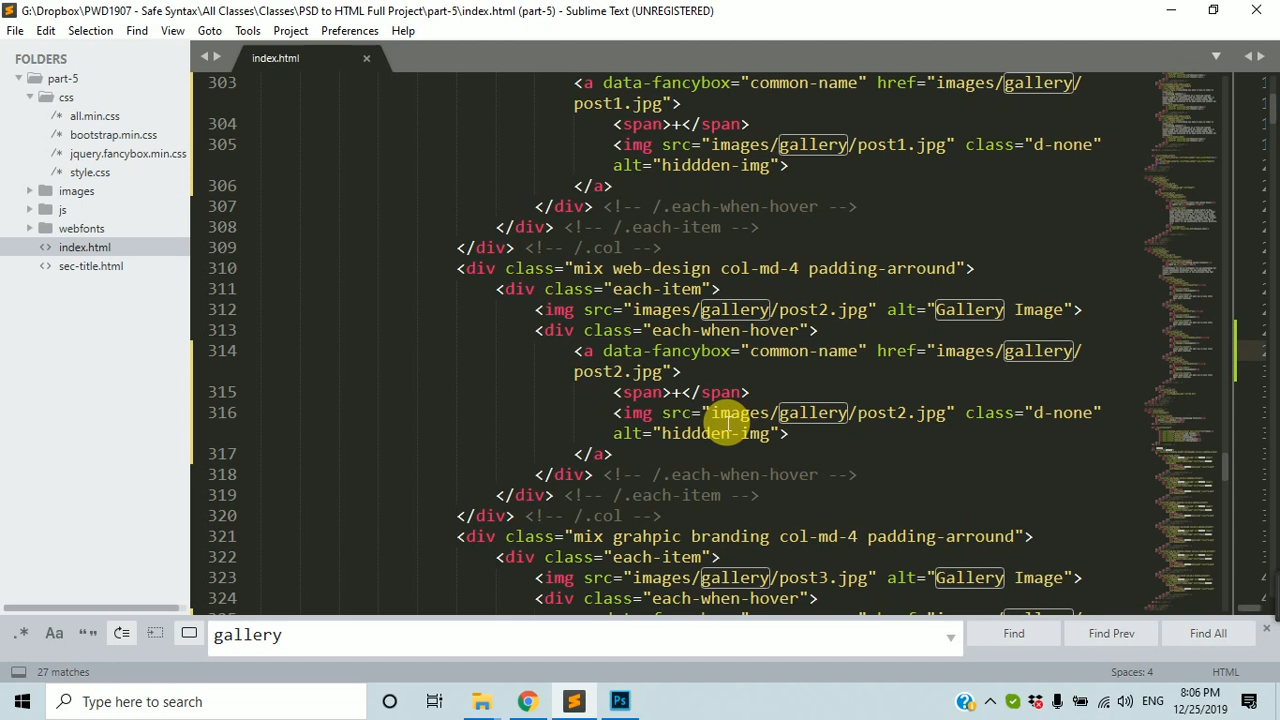 G:\Dropbox\PWD1907 - Safe Syntax\All Classes\Classes\PSD to HTML Full Project\part-5\index.html (part-5) - Sublime Text (UNREGISTERED)
File Edit Selection Find View Goto Tools Project Preferences Help
FOLDERS
part-5
css
/* all.min.css
/* bootstrap.min.css
/* jquery.fancybox.min.css
/* style.css
images
js
webfonts
<> index.html
<> sec-title.html
index.html
303 <a data-fancybox="common-name" href="images/gallery/
post1.jpg">
304 <span>+</span>
305 <img src="images/gallery/post1.jpg" class="d-none"
alt="hiddden-img">
306 </a>
307 </div> <!-- /.each-when-hover -->
308 </div> <!-- /.each-item -->
309 </div> <!-- /.col -->
310 <div class="mix web-design col-md-4 padding-arround">
311 <div class="each-item">
312 <img src="images/gallery/post2.jpg" alt="Gallery Image">
313 <div class="each-when-hover">
314 <a data-fancybox="common-name" href="images/gallery/
post2.jpg">
315 <span>+</span>
316 <img src="images/gallery/post2.jpg" class="d-none"
alt="hiddden-img">
317 </a>
318 </div> <!-- /.each-when-hover -->
319 </div> <!-- /.each-item -->
320 </div> <!-- /.col -->
321 <div class="mix grahpic branding col-md-4 padding-arround">
322 <div class="each-item">
323 <img src="images/gallery/post3.jpg" alt="Gallery Image">
324 <div class="each-when-hover">
.* Aa “” gallery Find Find Prev Find All
27 matches Spaces: 4 HTML
Type here to search
ENG 8:06 PM
12/25/2019